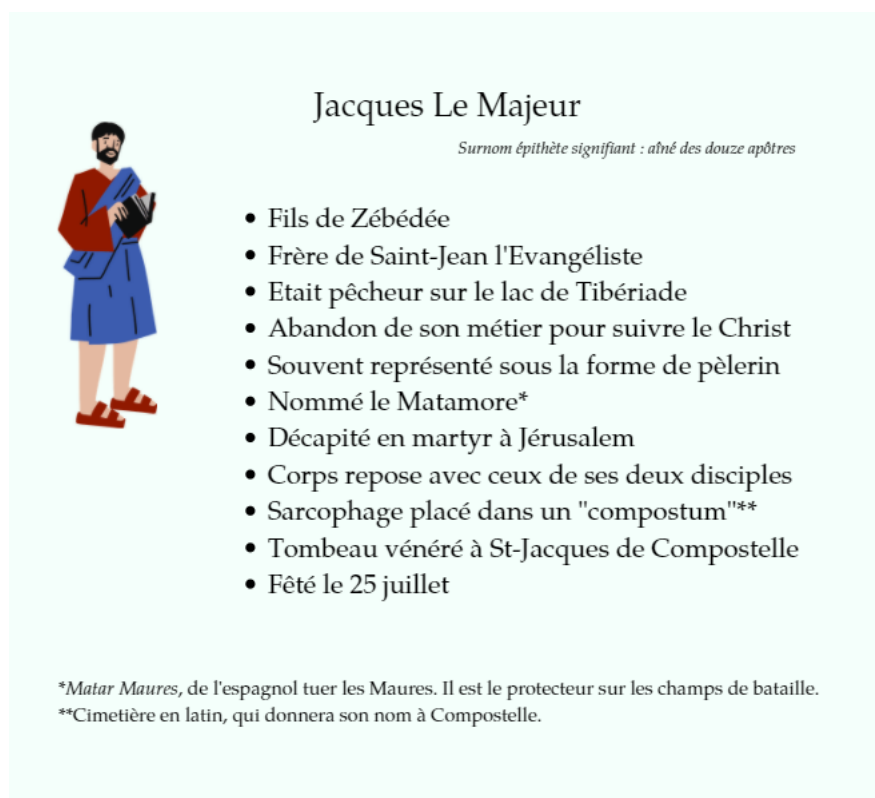 Jacques Le Majeur
Surnom épithète signifiant : aîné des douze apôtres
• Fils de Zébédée
• Frère de Saint-Jean l'Evangéliste
• Etait pêcheur sur le lac de Tibériade
• Abandon de son métier pour suivre le Christ
• Souvent représenté sous la forme de pèlerin
• Nommé le Matamore*
• Décapité en martyr à Jérusalem
• Corps repose avec ceux de ses deux disciples
• Sarcophage placé dans un "compostum"**
• Tombeau vénéré à St-Jacques de Compostelle
• Fêté le 25 juillet
*Matar Maures, de l'espagnol tuer les Maures. Il est le protecteur sur les champs de bataille.
**Cimetière en latin, qui donnera son nom à Compostelle.